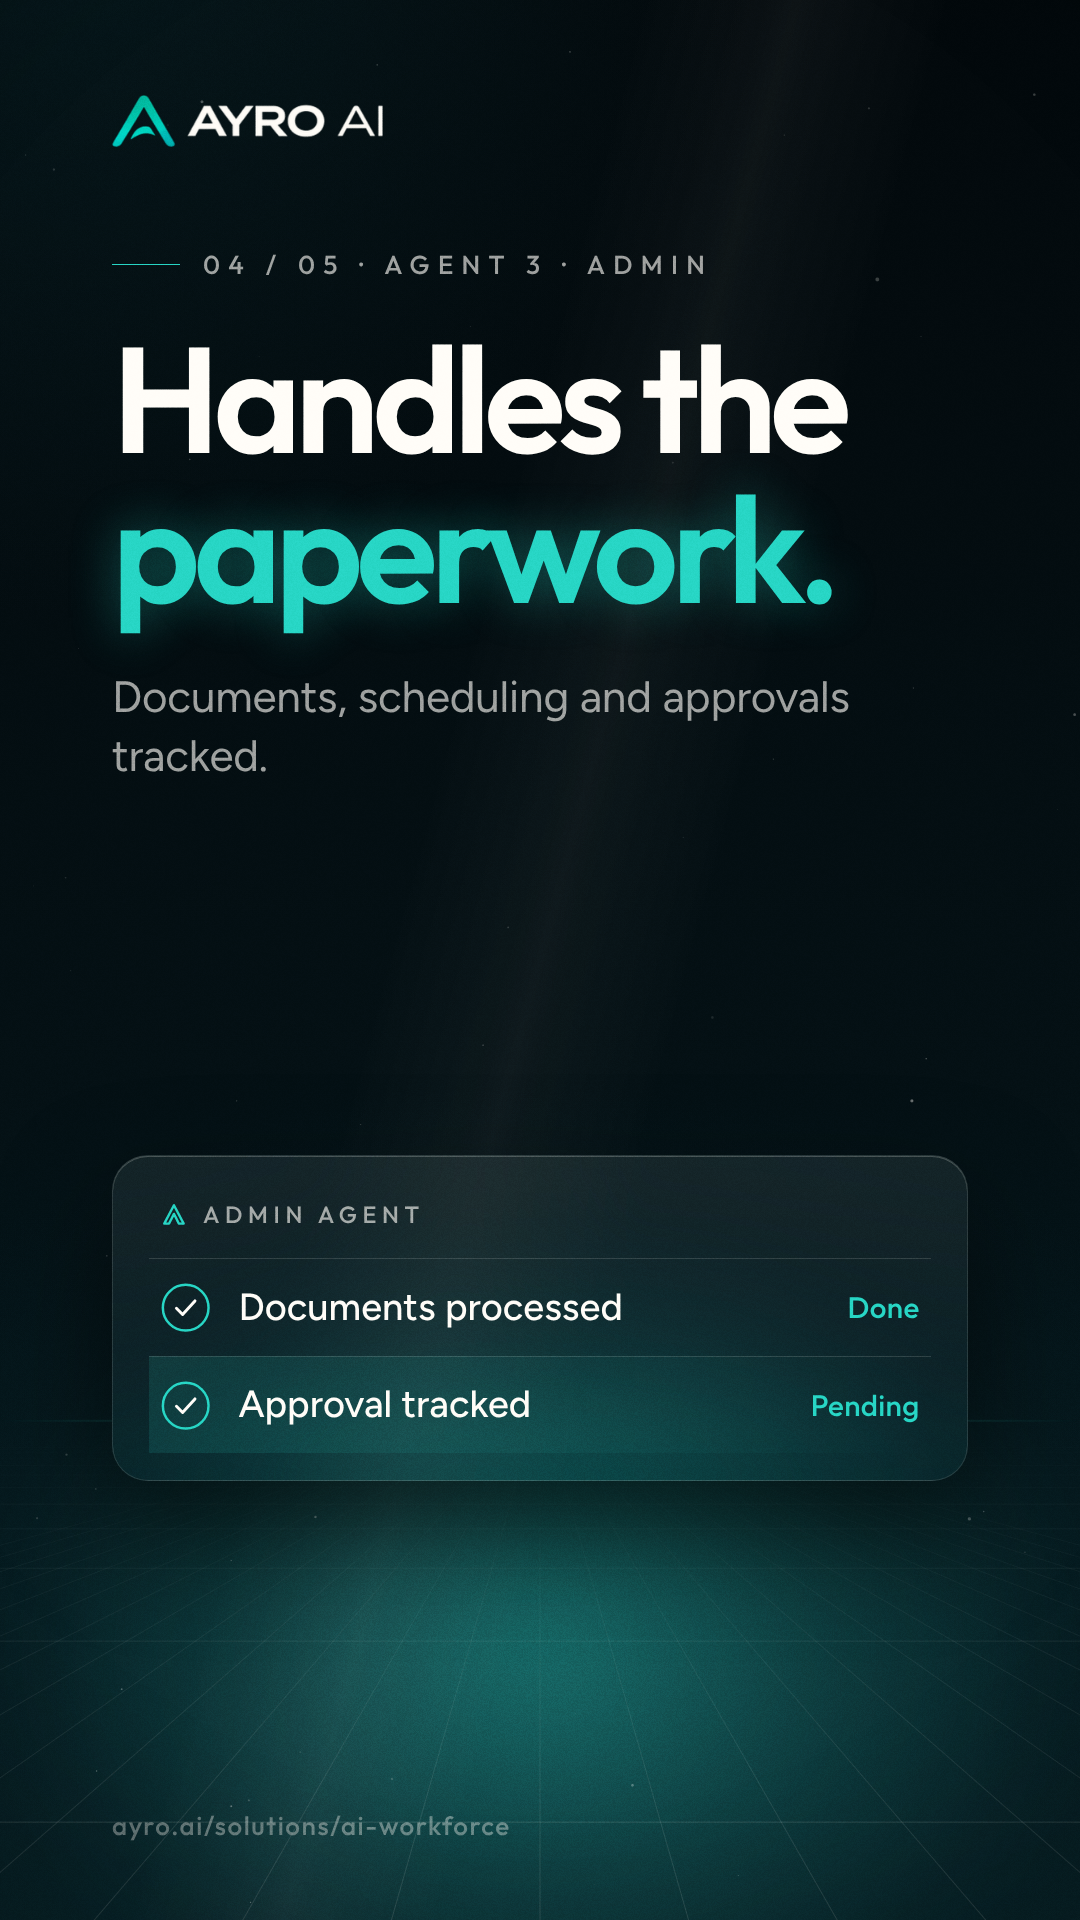 AYRO AI
04 / 05 · AGENT 3 · ADMIN
Handles the
paperwork.
Documents, scheduling and approvals
tracked.
ADMIN AGENT
Documents processed Done
Approval tracked Pending
ayro.ai/solutions/ai-workforce